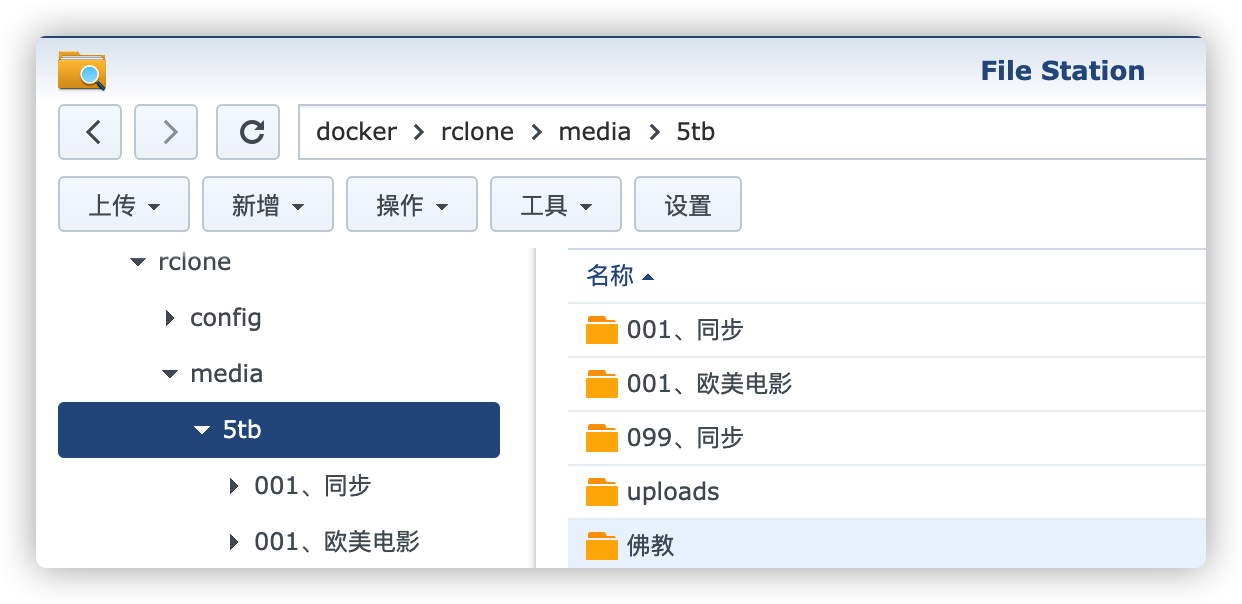 File Station
docker > rclone > media > 5tb
上传 新增 操作 工具 设置
rclone
config
media
5tb
001、同步
001、欧美电影
名称
001、同步
001、欧美电影
099、同步
uploads
佛教